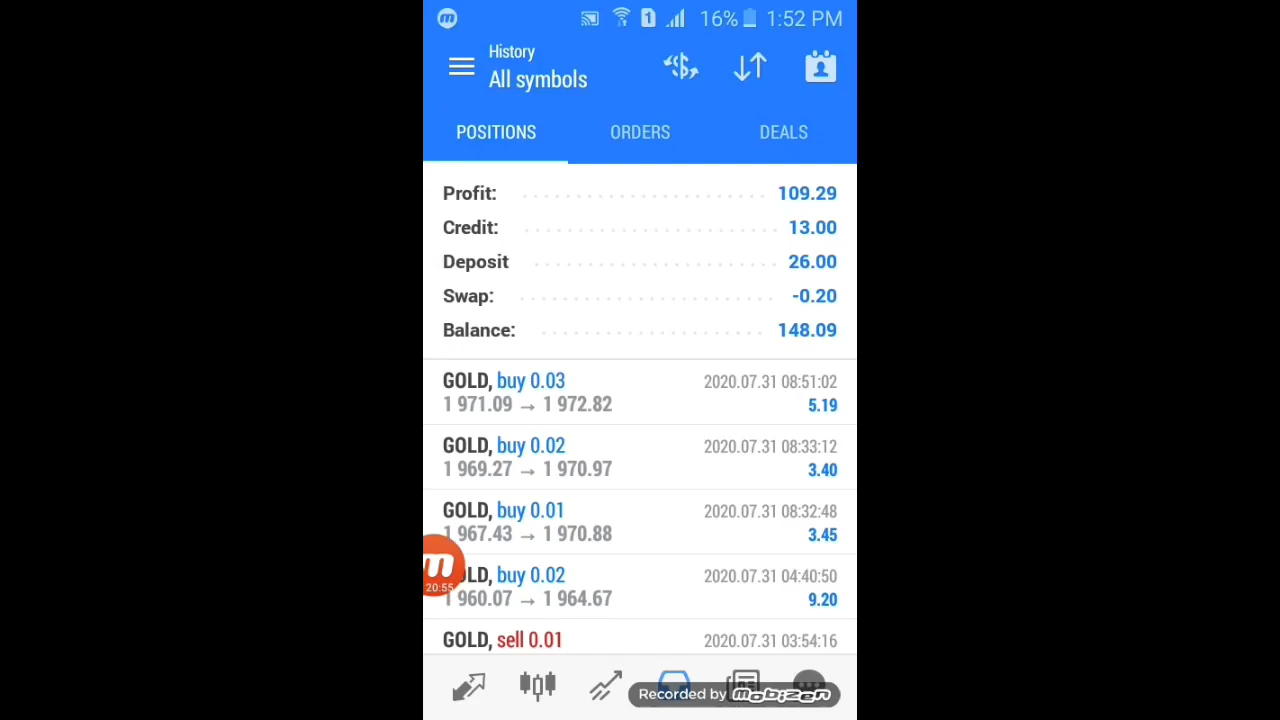 16% 1:52 PM
History
All symbols
POSITIONS ORDERS DEALS
Profit: 109.29
Credit: 13.00
Deposit 26.00
Swap: -0.20
Balance: 148.09
GOLD, buy 0.03 2020.07.31 08:51:02
1 971.09 → 1 972.82 5.19
GOLD, buy 0.02 2020.07.31 08:33:12
1 969.27 → 1 970.97 3.40
GOLD, buy 0.01 2020.07.31 08:32:48
1 967.43 → 1 970.88 3.45
LD, buy 0.02 2020.07.31 04:40:50
20:55
1 960.07 → 1 964.67 9.20
GOLD, sell 0.01 2020.07.31 03:54:16
Recorded by mobizen